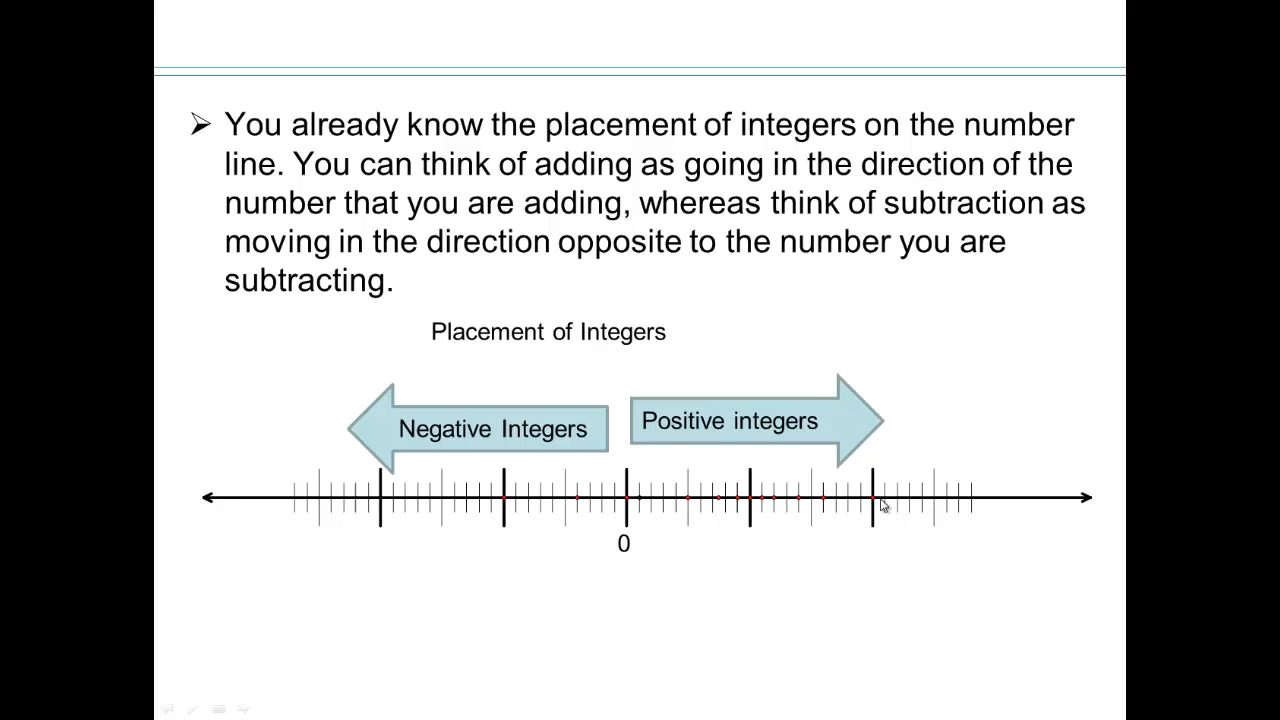 You already know the placement of integers on the number
line. You can think of adding as going in the direction of the
number that you are adding, whereas think of subtraction as
moving in the direction opposite to the number you are
subtracting.
Placement of Integers
Negative Integers
Positive integers
0